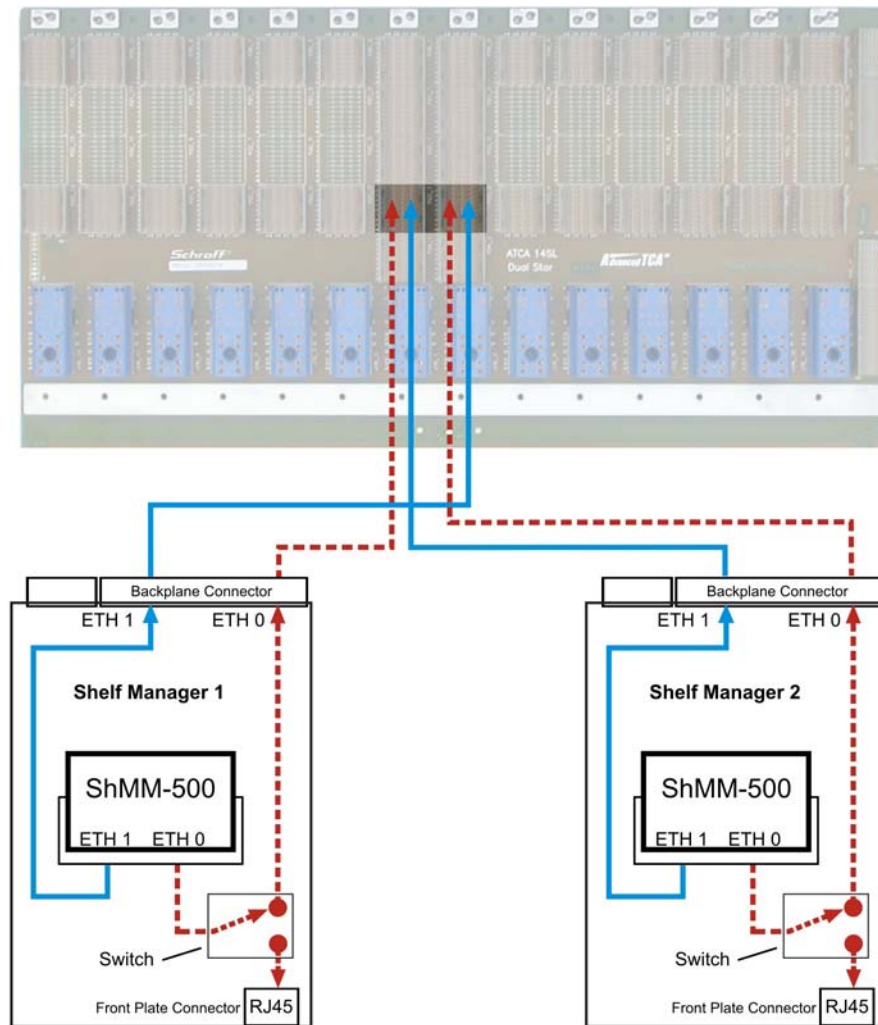 Schroff
ATCA 14SL
Dual Star
AdvancedTCA
Backplane Connector
ETH 1
ETH 0
Shelf Manager 1
ShMM-500
ETH 1
ETH 0
Switch
Front Plate Connector
RJ45
Backplane Connector
ETH 1
ETH 0
Shelf Manager 2
ShMM-500
ETH 1
ETH 0
Switch
Front Plate Connector
RJ45